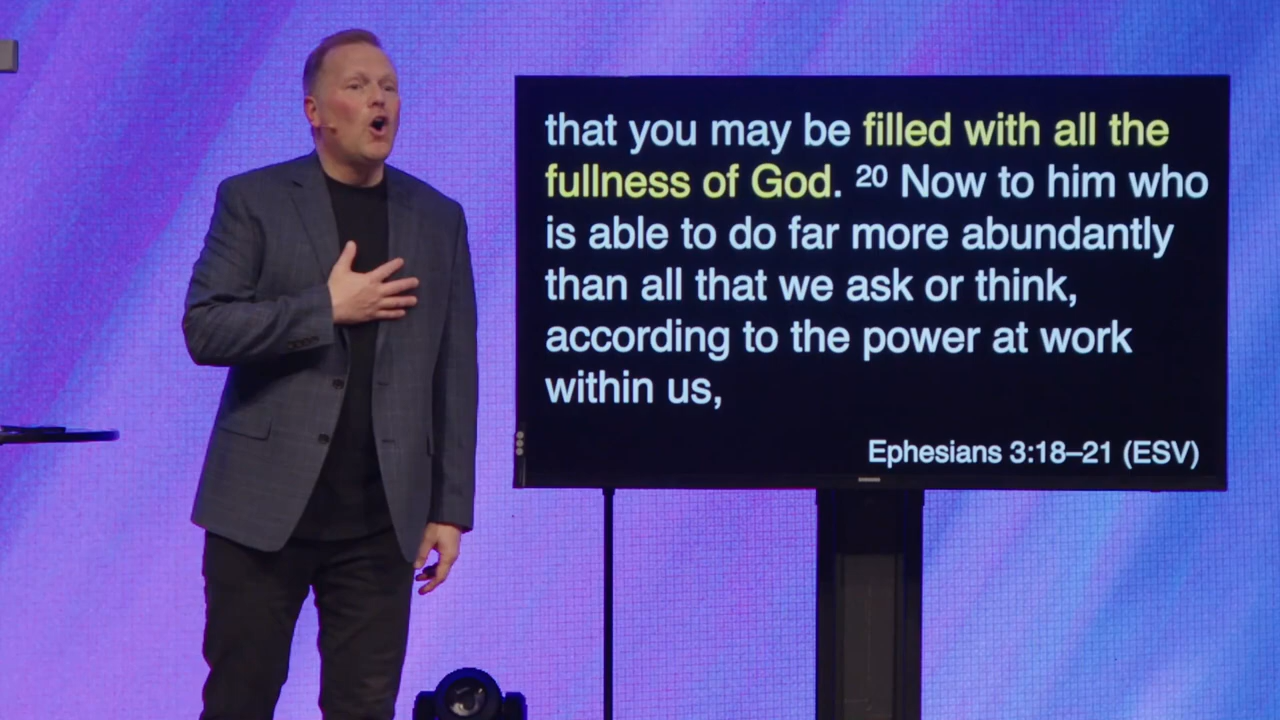 that you may be filled with all the
fullness of God. 20 Now to him who
is able to do far more abundantly
than all that we ask or think,
according to the power at work
within us,
Ephesians 3:18–21 (ESV)